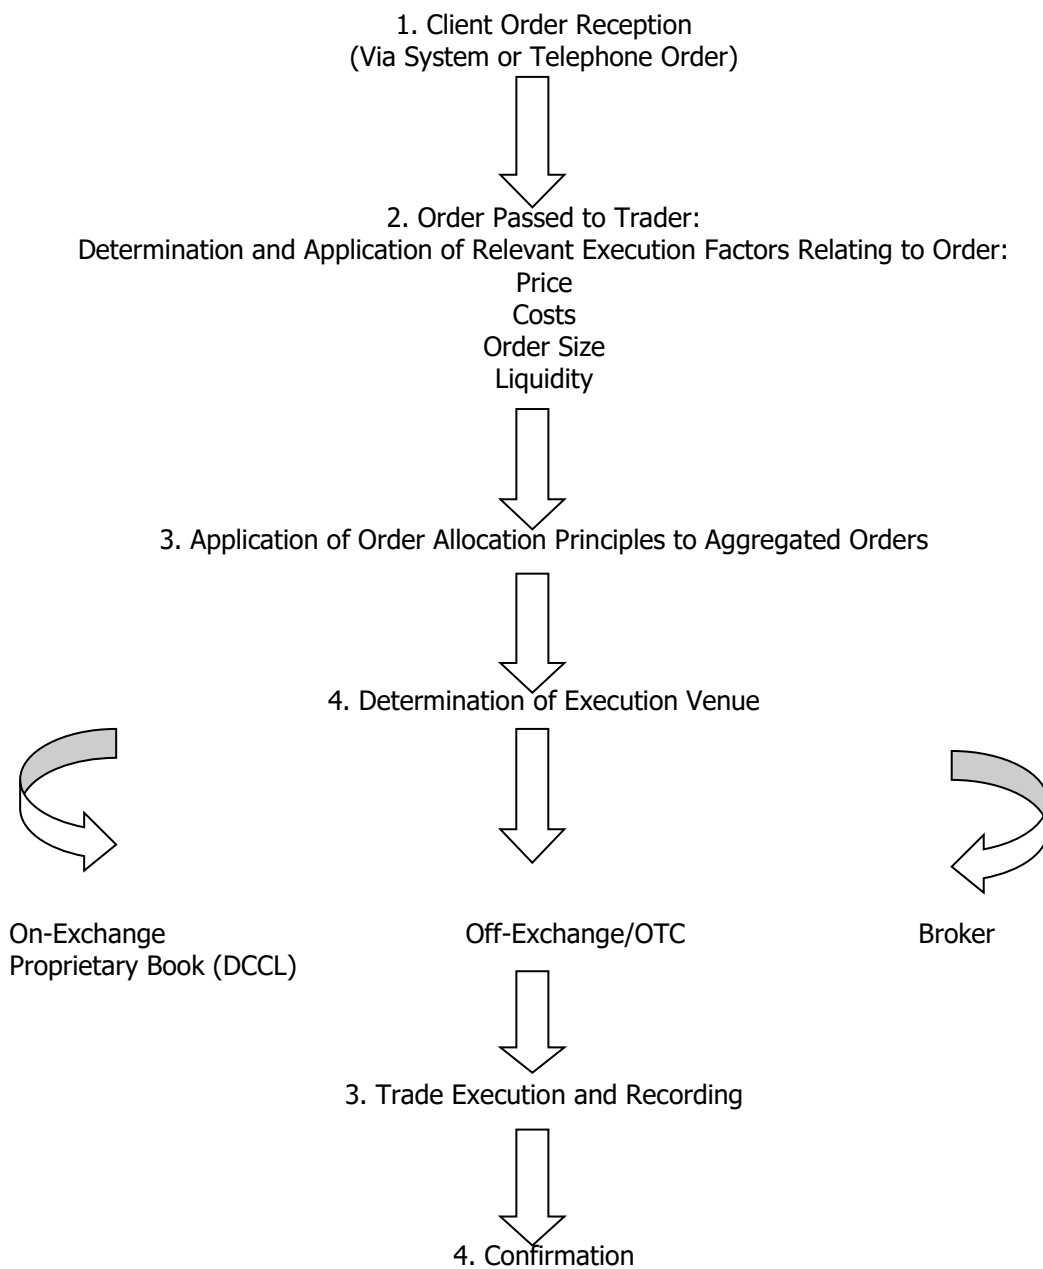 1. Client Order Reception
(Via System or Telephone Order)
2. Order Passed to Trader:
Determination and Application of Relevant Execution Factors Relating to Order:
Price
Costs
Order Size
Liquidity
3. Application of Order Allocation Principles to Aggregated Orders
4. Determination of Execution Venue
On-Exchange
Proprietary Book (DCCL)
Off-Exchange/OTC
Broker
3. Trade Execution and Recording
4. Confirmation